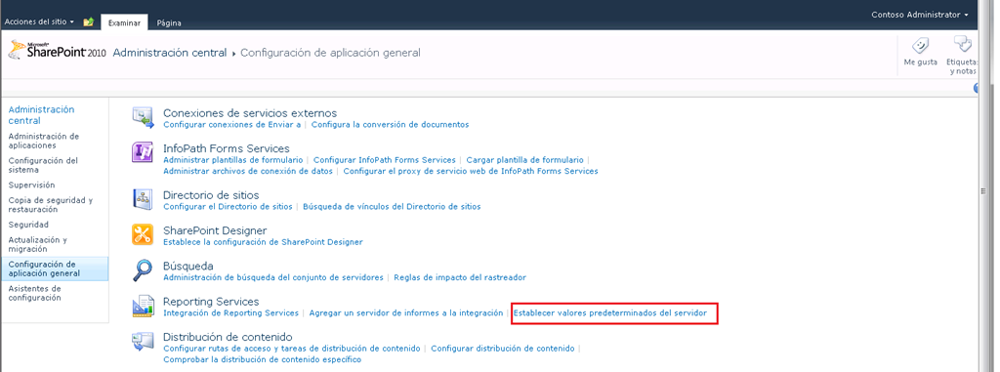 Acciones del sitio
Examinar
Página
Contoso Administrator
Microsoft SharePoint 2010
Administración central ▸ Configuración de aplicación general
Me gusta
Etiquetas y notas
Administración central
Administración de aplicaciones
Configuración del sistema
Supervisión
Copia de seguridad y restauración
Seguridad
Actualización y migración
Configuración de aplicación general
Asistentes de configuración
Conexiones de servicios externos
Configurar conexiones de Enviar a | Configura la conversión de documentos
InfoPath Forms Services
Administrar plantillas de formulario | Configurar InfoPath Forms Services | Cargar plantilla de formulario |
Administrar archivos de conexión de datos | Configurar el proxy de servicio web de InfoPath Forms Services
Directorio de sitios
Configurar el Directorio de sitios | Búsqueda de vínculos del Directorio de sitios
SharePoint Designer
Establece la configuración de SharePoint Designer
Búsqueda
Administración de búsqueda del conjunto de servidores | Reglas de impacto del rastreador
Reporting Services
Integración de Reporting Services | Agregar un servidor de informes a la integración | Establecer valores predeterminados del servidor
Distribución de contenido
Configurar rutas de acceso y tareas de distribución de contenido | Configurar distribución de contenido |
Comprobar la distribución de contenido específico